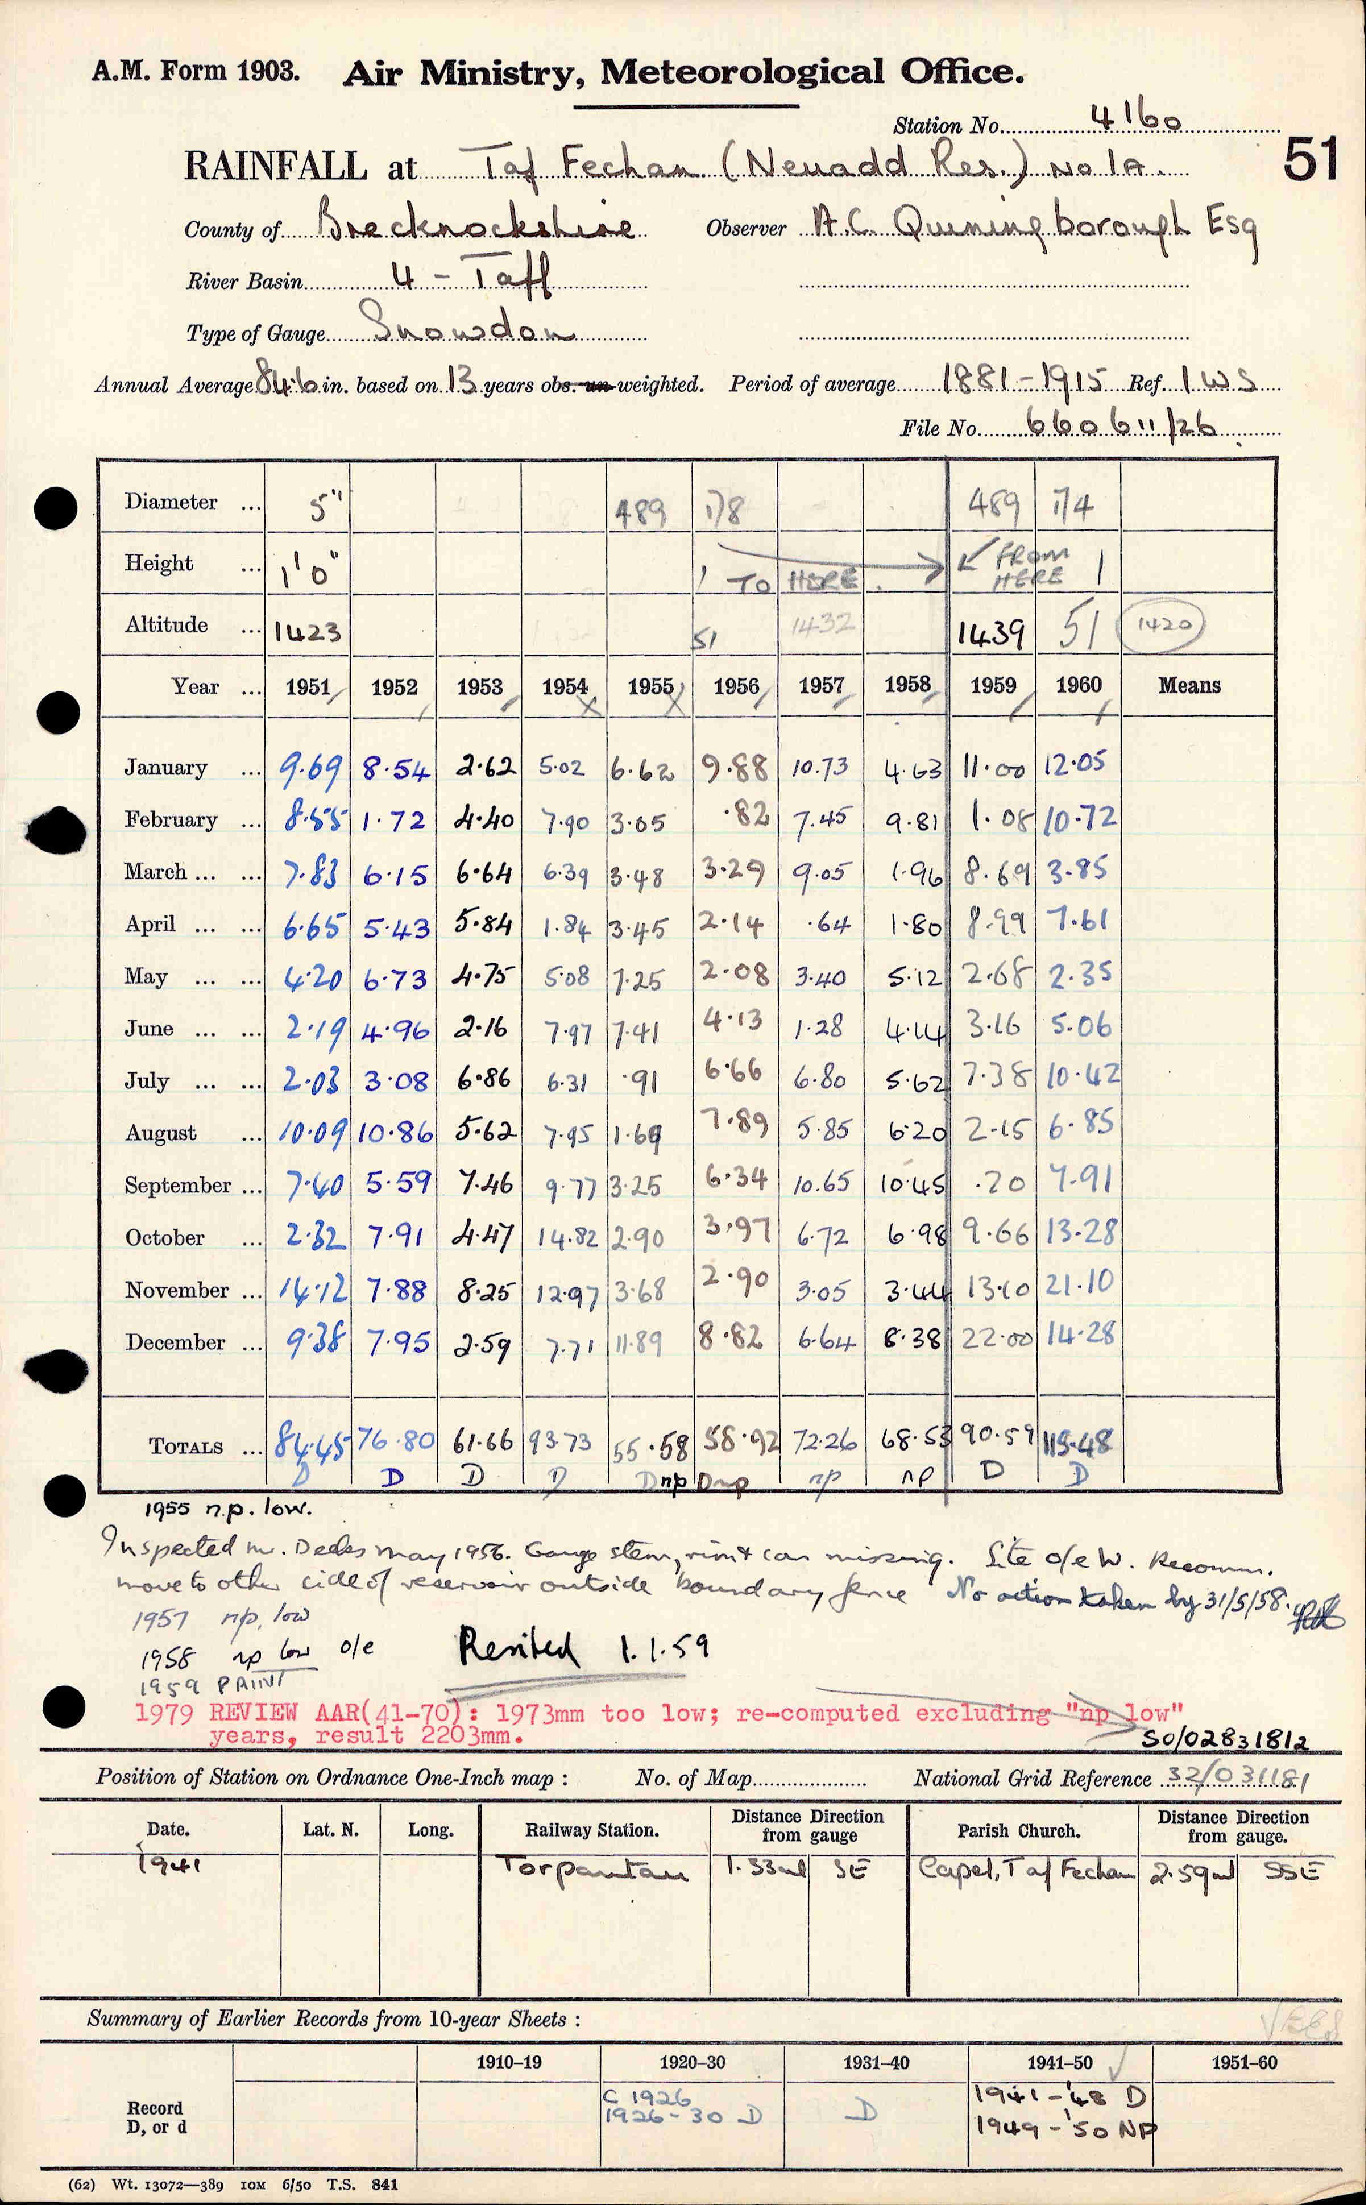 A.M. Form 1903. Air Ministry, Meteorological Office.
Station No. 4160
51
RAINFALL at Taf Fechan (Neuadd Res.) No 1A.
County of Brecknockshire Observer A.C. Quiningborough Esq
River Basin 4 - Taff
Type of Gauge Snowdon
Annual Average 84.6 in. based on 13 years obs. un-weighted. Period of average 1881-1915 Ref. IWS
File No. 660611/26
Diameter ... 5" 489 1/8 489 1/4
Height ... 1'0" TO HERE. FROM HERE
Altitude ... 1423 51 1432 1439 51 1420
Year ... 1951 1952 1953 1954 1955 1956 1957 1958 1959 1960 Means
January ... 9.69 8.54 2.62 5.02 6.62 9.88 10.73 4.63 11.00 12.05
February ... 8.55 1.72 4.40 7.90 3.05 .82 7.45 9.81 1.08 10.72
March ... ... 7.83 6.15 6.64 6.39 3.48 3.29 9.05 1.96 8.69 3.85
April ... ... 6.65 5.43 5.84 1.84 3.45 2.14 .64 1.80 8.99 7.61
May ... ... 4.20 6.73 4.75 5.08 7.25 2.08 3.40 5.12 2.68 2.35
June ... ... 2.19 4.96 2.16 7.97 7.41 4.13 1.28 4.14 3.16 5.06
July ... ... 2.03 3.08 6.86 6.31 .91 6.66 6.80 5.62 7.38 10.42
August ... 10.09 10.86 5.62 7.95 1.69 7.89 5.85 6.20 2.15 6.85
September ... 7.40 5.59 7.46 9.77 3.25 6.34 10.65 10.45 .70 7.91
October ... 2.32 7.91 4.47 14.82 2.90 3.97 6.72 6.98 9.66 13.28
November ... 14.12 7.88 8.25 12.97 3.68 2.90 3.05 3.44 13.10 21.10
December ... 9.38 7.95 2.59 7.71 11.89 8.82 6.64 8.38 22.00 14.28
TOTALS ... 84.45 76.80 61.66 93.73 55.58 58.92 72.26 68.53 90.59 115.48
D D D D D np D np np np D D
1955 n.p. low.
Inspected Mr. Deeks May 1956. Gauge stem, rim & can missing. Site o/e W. Recomm.
move to other side of reservoir outside boundary fence No action taken by 31/5/58.
1957 np, low
1958 np low o/e Resited 1.1.59
1959 PAINT
1979 REVIEW AAR(41-70): 1973mm too low; re-computed excluding "np low"
years, result 2203mm.
SO/02831812
Position of Station on Ordnance One-Inch map : No. of Map National Grid Reference 32/031181
Date. Lat. N. Long. Railway Station. Distance Direction from gauge Parish Church. Distance Direction from gauge.
1941 Torpantau 1.33ml SE Capel, Taf Fechan 2.59ml SSE
Summary of Earlier Records from 10-year Sheets :
1910–19 1920–30 1931–40 1941–50 1951–60
Record D, or d
C 1926 1926-30 D
D
1941-'48 D
1949-'50 NP
(62) Wt. 13072—389 10M 6/50 T.S. 841